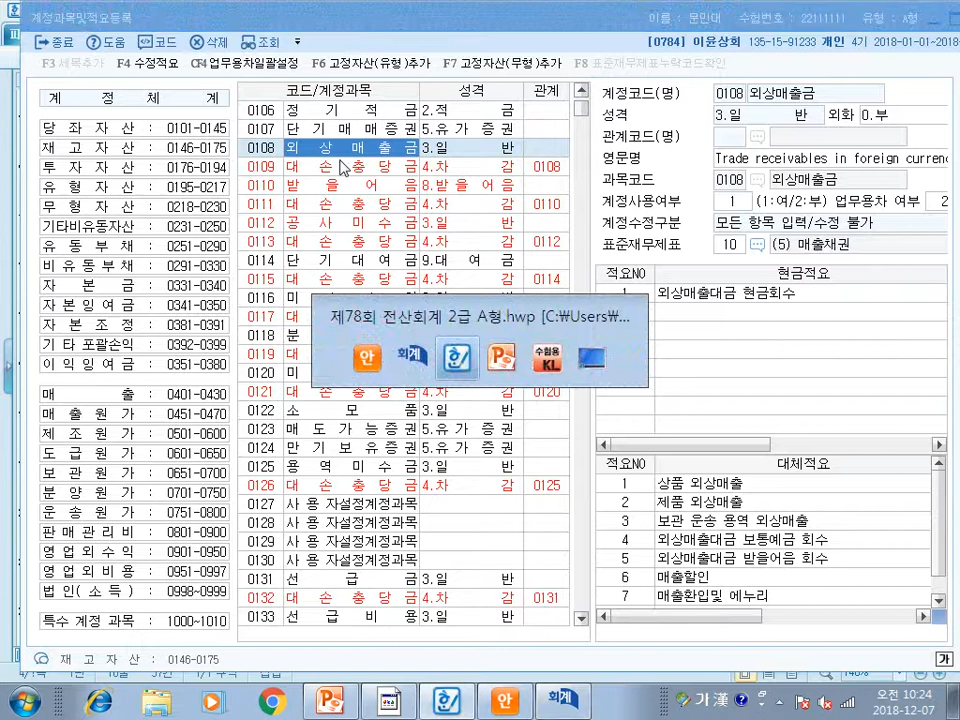 계정과목및적요등록
이름 : 문민대 수험번호 : 22111111 유형 : A형
종료 도움 코드 삭제 조회
[0784] 이윤상회 135-15-91233 개인 4기 2018-01-01~2018
F4 수정적요 CF4 업무용차일괄설정 F6 고정자산(유형)추가 F7 고정자산(무형)추가 F8 표준재무제표누락코드확인
계 정 체 계
당 좌 자 산 : 0101-0145
재 고 자 산 : 0146-0175
투 자 자 산 : 0176-0194
유 형 자 산 : 0195-0217
무 형 자 산 : 0218-0230
기타비유동자산 : 0231-0250
유 동 부 채 : 0251-0290
비 유 동 부 채 : 0291-0330
자 본 금 : 0331-0340
자 본 잉 여 금 : 0341-0350
자 본 조 정 : 0381-0391
기 타 포괄손익 : 0392-0399
이 익 잉 여 금 : 0351-0380
매 출 : 0401-0430
매 출 원 가 : 0451-0470
제 조 원 가 : 0501-0600
도 급 원 가 : 0601-0650
보 관 원 가 : 0651-0700
분 양 원 가 : 0701-0750
운 송 원 가 : 0751-0800
판 매 관 리 비 : 0801-0900
영 업 외 수 익 : 0901-0950
영 업 외 비 용 : 0951-0997
법 인 ( 소 득 ) : 0998-0999
특수 계정 과목 : 1000~1010
코드/계정과목 성격 관계
0106 정 기 적 금 2.적 금
0107 단 기 매 매 증 권 5.유 가 증 권
0108 외 상 매 출 금 3.일 반
0109 대 손 충 당 금 4.차 감 0108
0110 받 을 어 음 8.받 을 어 음
0111 대 손 충 당 금 4.차 감 0110
0112 공 사 미 수 금 3.일 반
0113 대 손 충 당 금 4.차 감 0112
0114 단 기 대 여 금 9.대 여 금
0115 대 손 충 당 금 4.차 감 0114
0116 미
0117 대
0118 분
0119 대
0120 미
0121 대 손 충 당 금 4.차 감 0120
0122 소 모 품 3.일 반
0123 매 도 가 능 증 권 5.유 가 증 권
0124 만 기 보 유 증 권 5.유 가 증 권
0125 용 역 미 수 금 3.일 반
0126 대 손 충 당 금 4.차 감 0125
0127 사 용 자설정계정과목
0128 사 용 자설정계정과목
0129 사 용 자설정계정과목
0130 사 용 자설정계정과목
0131 선 급 금 3.일 반
0132 대 손 충 당 금 4.차 감 0131
0133 선 급 비 용 3.일 반
계정코드(명) 0108 외상매출금
성격 3.일 반 외화 0.부
관계코드(명)
영문명 Trade receivables in foreign curren
과목코드 0108 외상매출금
계정사용여부 1 (1:여/2:부) 업무용차 여부 2
계정수정구분 모든 항목 입력/수정 불가
표준재무제표 10 (5) 매출채권
적요NO 현금적요
1 외상매출대금 현금회수
적요NO 대체적요
1 상품 외상매출
2 제품 외상매출
3 보관 운송 용역 외상매출
4 외상매출대금 보통예금 회수
5 외상매출대금 받을어음 회수
6 매출할인
7 매출환입및 에누리
제78회 전산회계 2급 A형.hwp [C:₩Users₩...
안 회계 한 P 수험용 KL
재 고 자 산 : 0146-0175
가
안 회계
가 漢
오전 10:24
2018-12-07